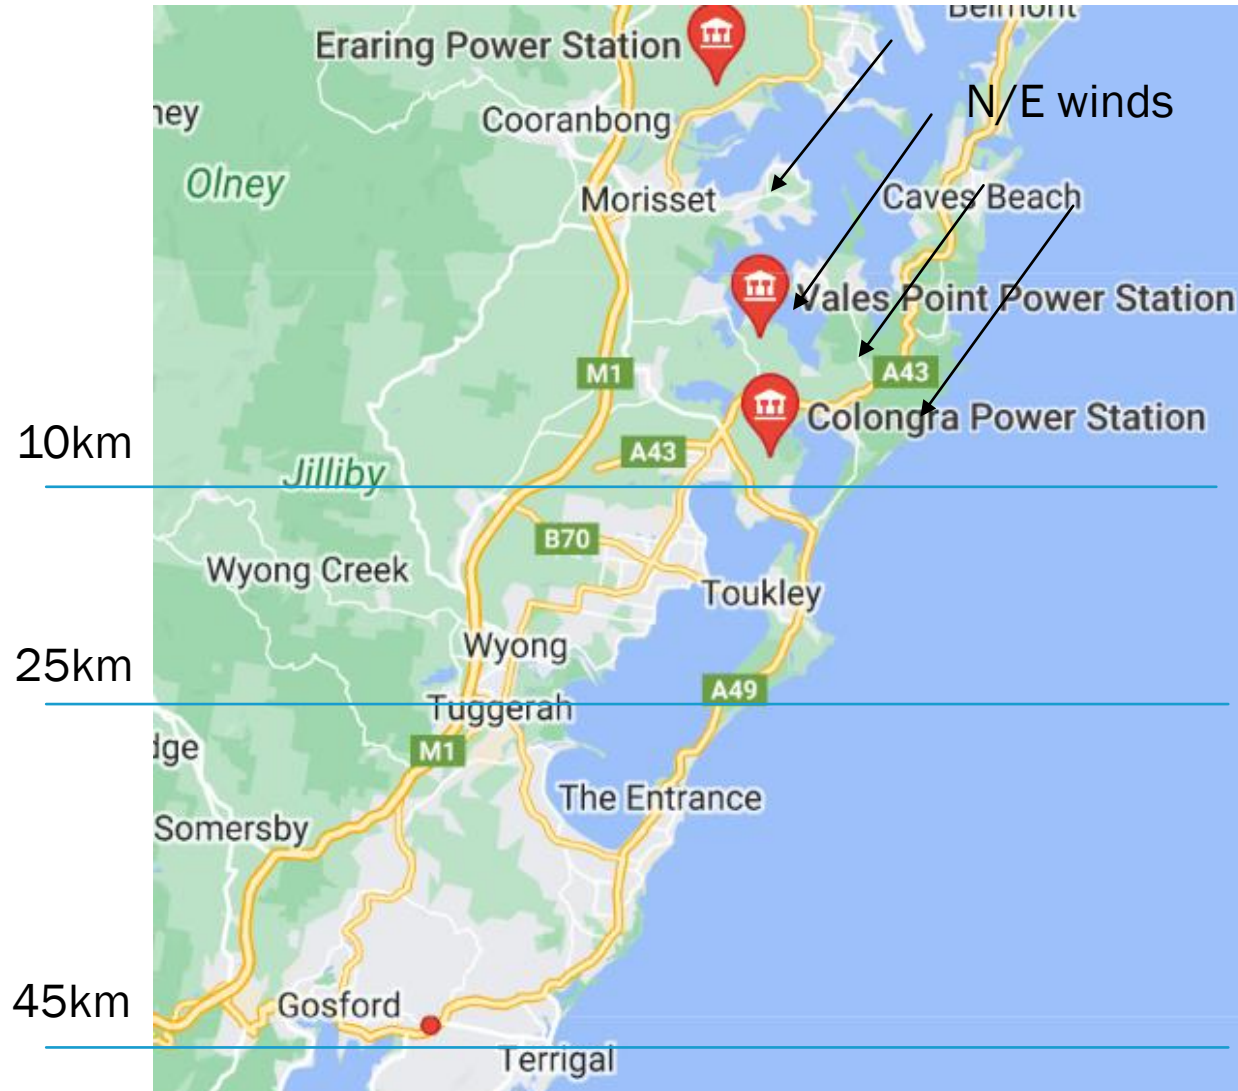 Belmont
Eraring Power Station
N/E winds
ney
Cooranbong
Olney
Morisset
Caves Beach
Vales Point Power Station
M1
A43
Colongra Power Station
10km
A43
Jilliby
B70
Wyong Creek
Toukley
Wyong
25km
A49
Tuggerah
dge
M1
The Entrance
Somersby
45km
Gosford
Terrigal